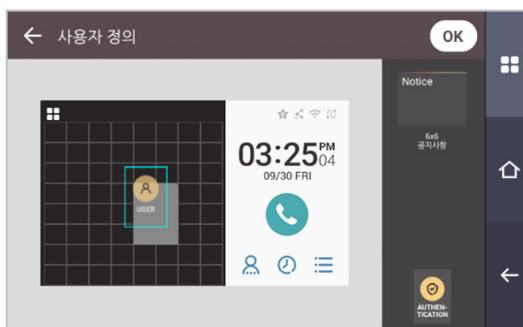 사용자 정의
OK
Notice
6x6
공지사항
03:25 PM
04
09/30 FRI
USER
AUTHEN-
TICATION